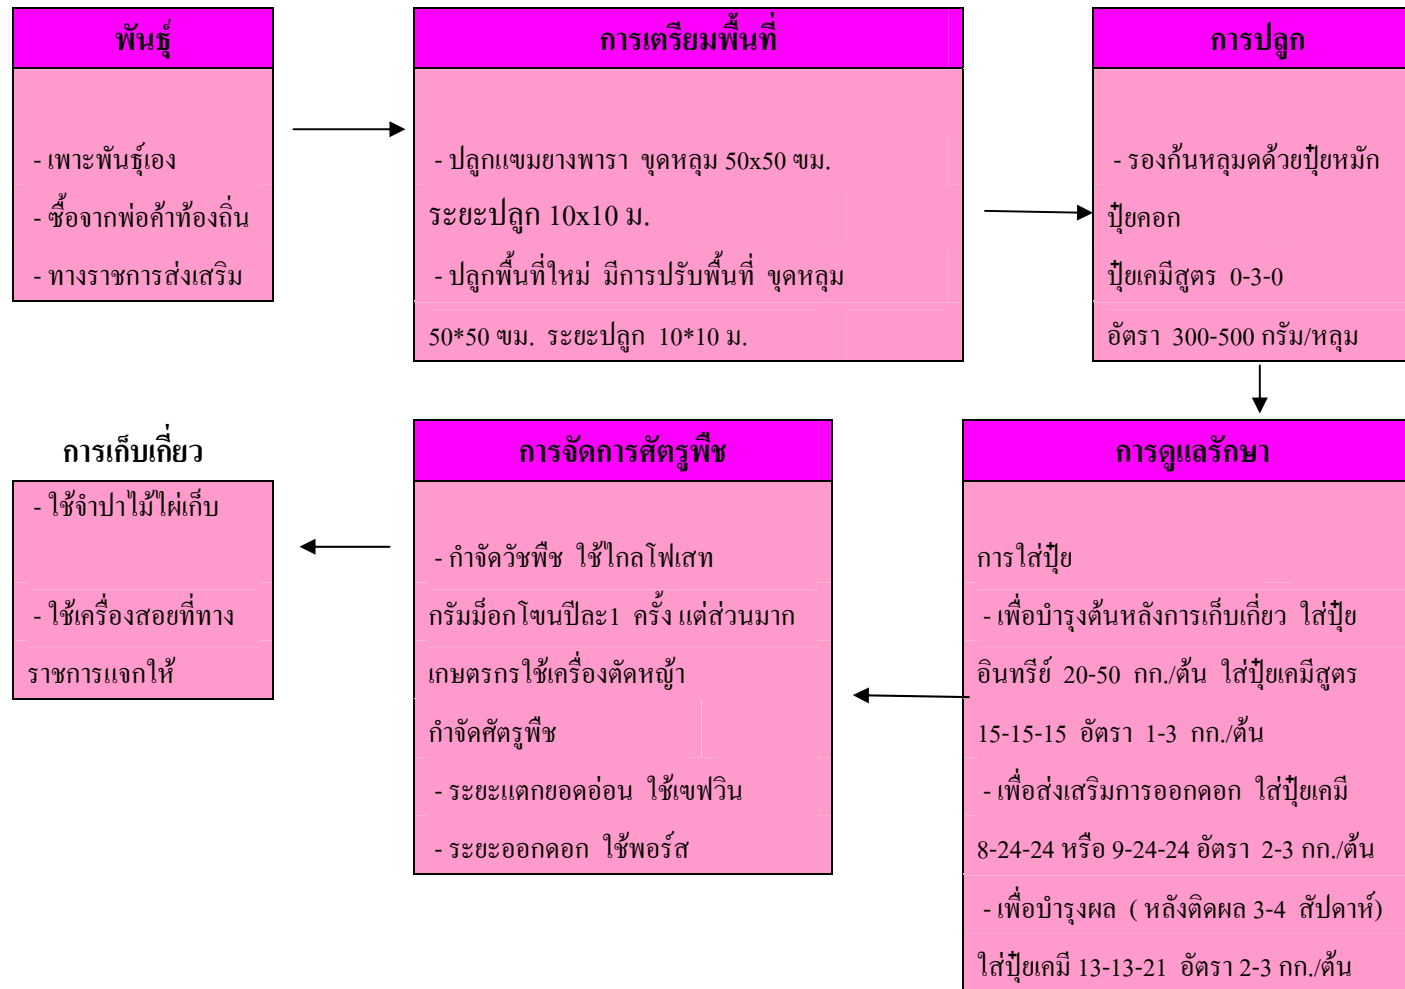 พันธุ์
- เพาะพันธุ์เอง
- ซื้อจากพ่อค้าท้องถิ่น
- ทางราชการส่งเสริม
การเตรียมพื้นที่
- ปลูกแซมยางพารา ขุดหลุม 50x50 ซม.
ระยะปลูก 10x10 ม.
- ปลูกพื้นที่ใหม่ มีการปรับพื้นที่ ขุดหลุม
50*50 ซม. ระยะปลูก 10*10 ม.
การปลูก
- รองก้นหลุมดด้วยปุ๋ยหมัก
ปุ๋ยคอก
ปุ๋ยเคมีสูตร 0-3-0
อัตรา 300-500 กรัม/หลุม
การดูแลรักษา
การใส่ปุ๋ย
- เพื่อบำรุงต้นหลังการเก็บเกี่ยว ใส่ปุ๋ย
อินทรีย์ 20-50 กก./ต้น ใส่ปุ๋ยเคมีสูตร
15-15-15 อัตรา 1-3 กก./ต้น
- เพื่อส่งเสริมการออกดอก ใส่ปุ๋ยเคมี
8-24-24 หรือ 9-24-24 อัตรา 2-3 กก./ต้น
- เพื่อบำรุงผล ( หลังติดผล 3-4 สัปดาห์)
ใส่ปุ๋ยเคมี 13-13-21 อัตรา 2-3 กก./ต้น
การจัดการศัตรูพืช
- กำจัดวัชพืช ใช้ไกลโฟเสท
กรัมม็อกโซนปีละ1 ครั้ง แต่ส่วนมาก
เกษตรกรใช้เครื่องตัดหญ้า
กำจัดศัตรูพืช
- ระยะแตกยอดอ่อน ใช้เซฟวิน
- ระยะออกดอก ใช้พอร์ส
การเก็บเกี่ยว
- ใช้จำปาไม้ไผ่เก็บ
- ใช้เครื่องสอยที่ทาง
ราชการแจกให้